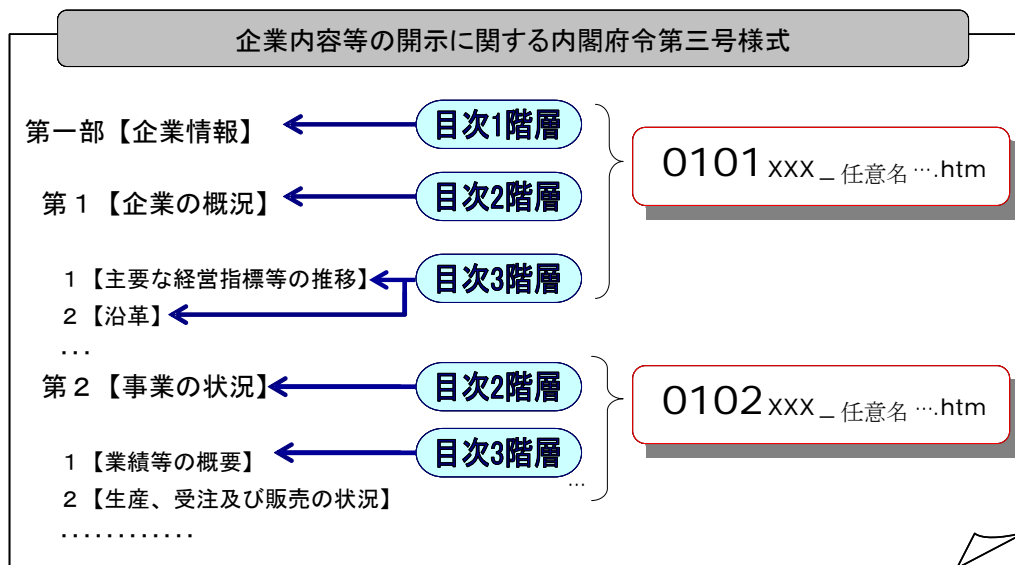 企業内容等の開示に関する内閣府令第三号様式
第一部【企業情報】
目次1階層
0101xxx_任意名….htm
第1【企業の概況】
目次2階層
1【主要な経営指標等の推移】
目次3階層
2【沿革】
...
第2【事業の状況】
目次2階層
0102xxx_任意名….htm
1【業績等の概要】
目次3階層
…
2【生産、受注及び販売の状況】
............